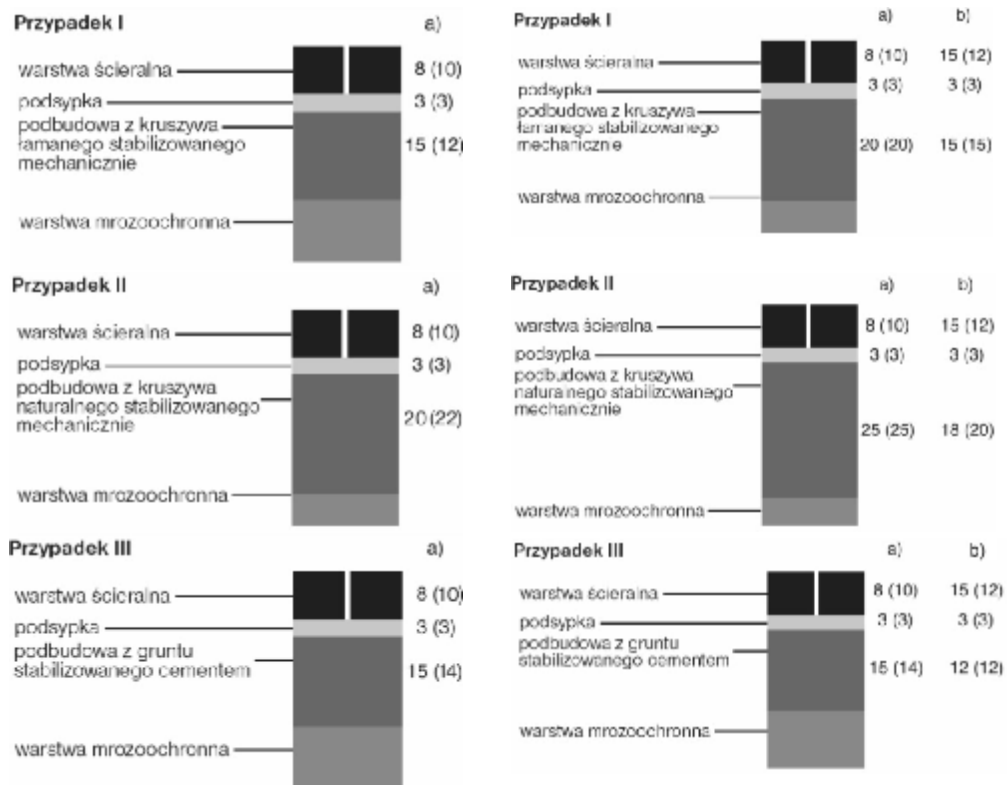 Przypadek I a)
warstwa ścieralna 8 (10)
podsypka 3 (3)
podbudowa z kruszywa
łamanego stabilizowanego 15 (12)
mechanicznie
warstwa mrozoochronna
Przypadek II a)
warstwa ścieralna 8 (10)
podsypka 3 (3)
podbudowa z kruszywa
naturalnego stabilizowanego
mechanicznie 20 (22)
warstwa mrozoochronna
Przypadek III a)
warstwa ścieralna 8 (10)
podsypka 3 (3)
podbudowa z gruntu
stabilizowanego cementem 15 (14)
warstwa mrozoochronna
Przypadek I a) b)
warstwa ścieralna 8 (10) 15 (12)
podsypka 3 (3) 3 (3)
podbudowa z kruszywa
łamanego stabilizowanego
mechanicznie 20 (20) 15 (15)
warstwa mrozoochronna
Przypadek II a) b)
warstwa ścieralna 8 (10) 15 (12)
podsypka 3 (3) 3 (3)
podbudowa z kruszywa
naturalnego stabilizowanego
mechanicznie 25 (25) 18 (20)
warstwa mrozoochronna
Przypadek III a) b)
warstwa ścieralna 8 (10) 15 (12)
podsypka 3 (3) 3 (3)
podbudowa z gruntu
stabilizowanego cementem 15 (14) 12 (12)
warstwa mrozoochronna